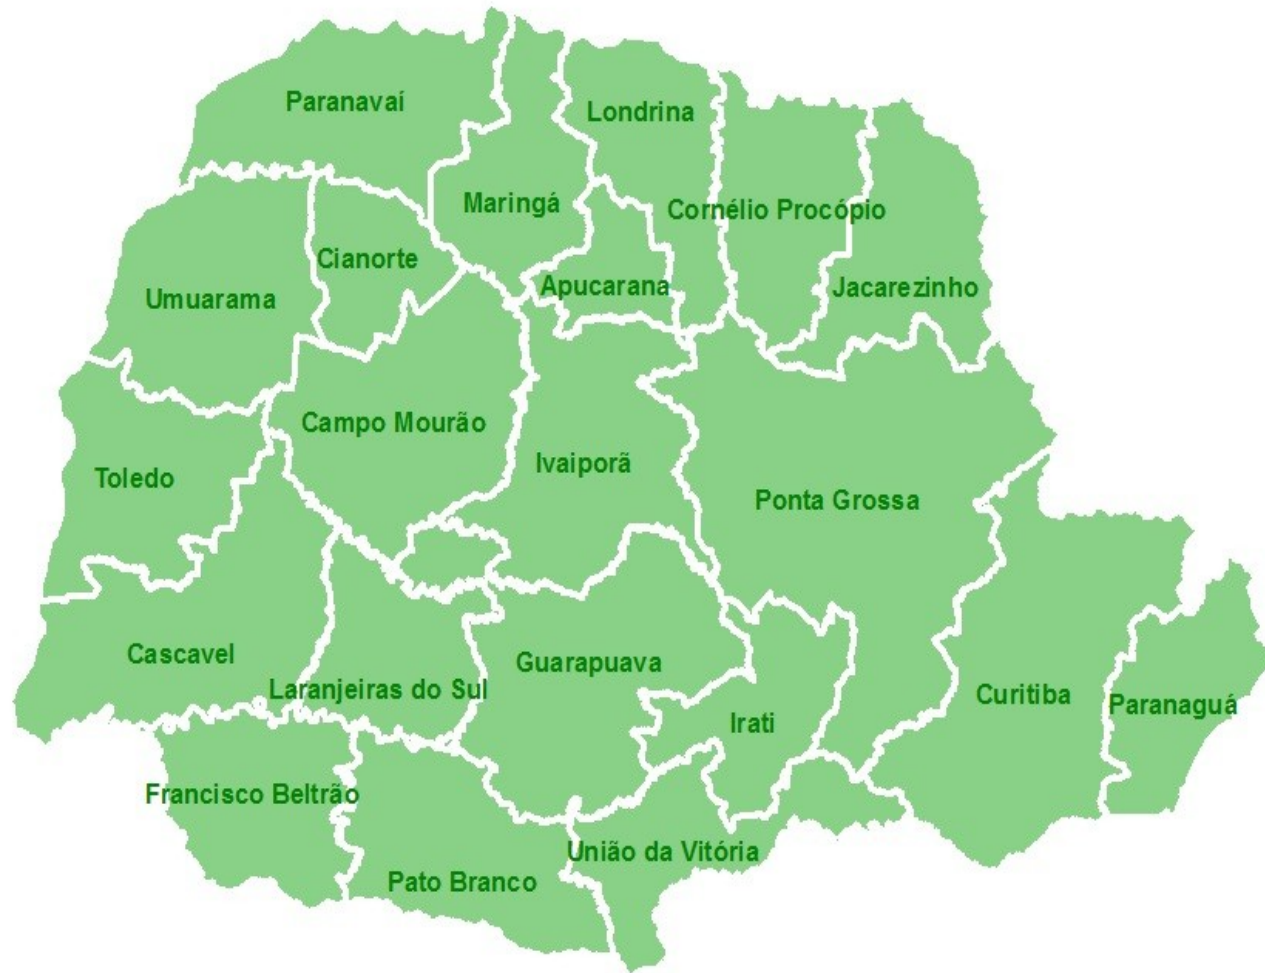 Paranavaí
Londrina
Maringá
Cornélio Procópio
Cianorte
Apucarana
Jacarezinho
Umuarama
Campo Mourão
Ivaiporã
Toledo
Ponta Grossa
Cascavel
Guarapuava
Laranjeiras do Sul
Curitiba
Paranaguá
Irati
Francisco Beltrão
União da Vitória
Pato Branco